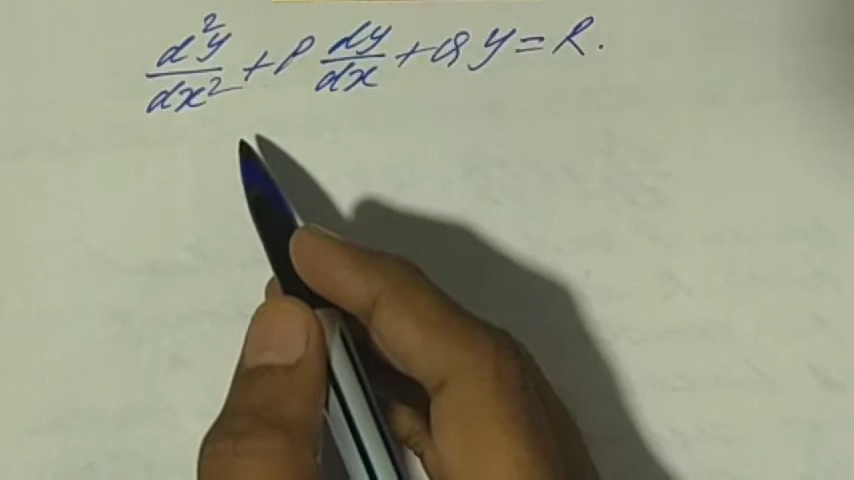 d²y/dx² + P dy/dx + Q y = R.